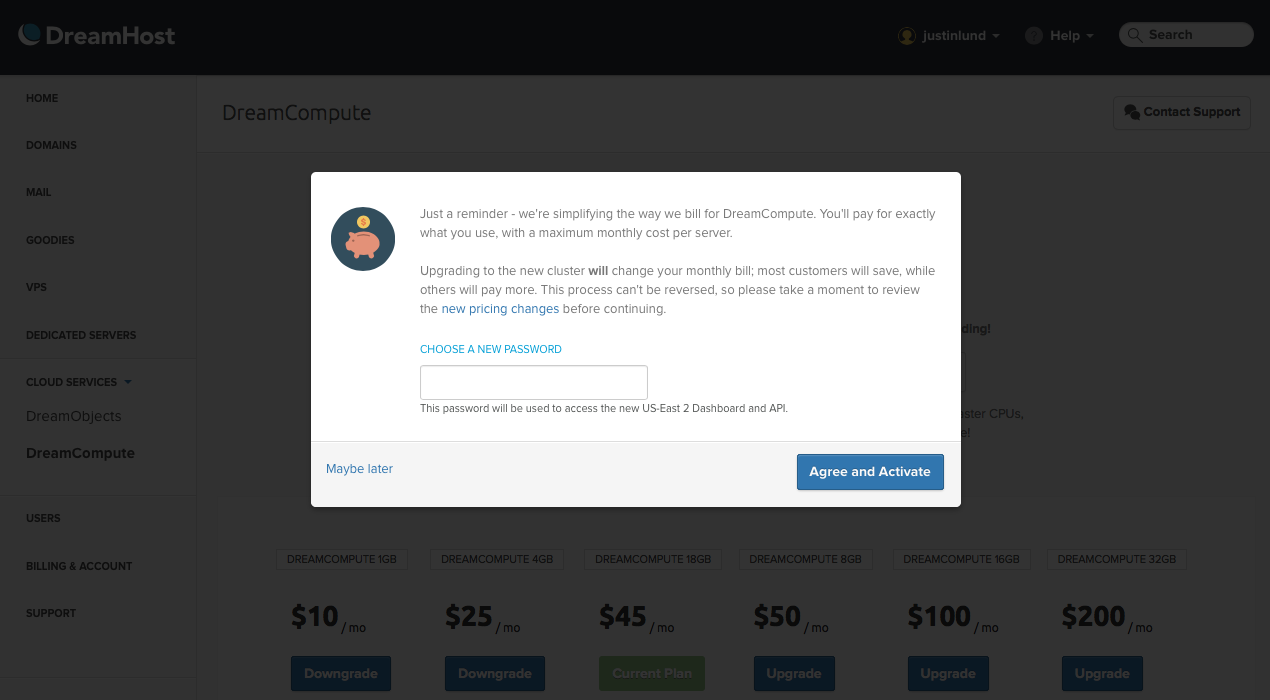 DreamHost
justinlund
Help
Search
HOME
DOMAINS
MAIL
GOODIES
VPS
DEDICATED SERVERS
CLOUD SERVICES
DreamObjects
DreamCompute
USERS
BILLING & ACCOUNT
SUPPORT
DreamCompute
Contact Support
Just a reminder - we're simplifying the way we bill for DreamCompute. You'll pay for exactly
what you use, with a maximum monthly cost per server.
Upgrading to the new cluster will change your monthly bill; most customers will save, while
others will pay more. This process can't be reversed, so please take a moment to review
the new pricing changes before continuing.
CHOOSE A NEW PASSWORD
This password will be used to access the new US-East 2 Dashboard and API.
Maybe later
Agree and Activate
ding!
aster CPUs,
e!
DREAMCOMPUTE 1GB
DREAMCOMPUTE 4GB
DREAMCOMPUTE 18GB
DREAMCOMPUTE 8GB
DREAMCOMPUTE 16GB
DREAMCOMPUTE 32GB
$10 / mo
$25 / mo
$45 / mo
$50 / mo
$100 / mo
$200 / mo
Downgrade
Downgrade
Current Plan
Upgrade
Upgrade
Upgrade